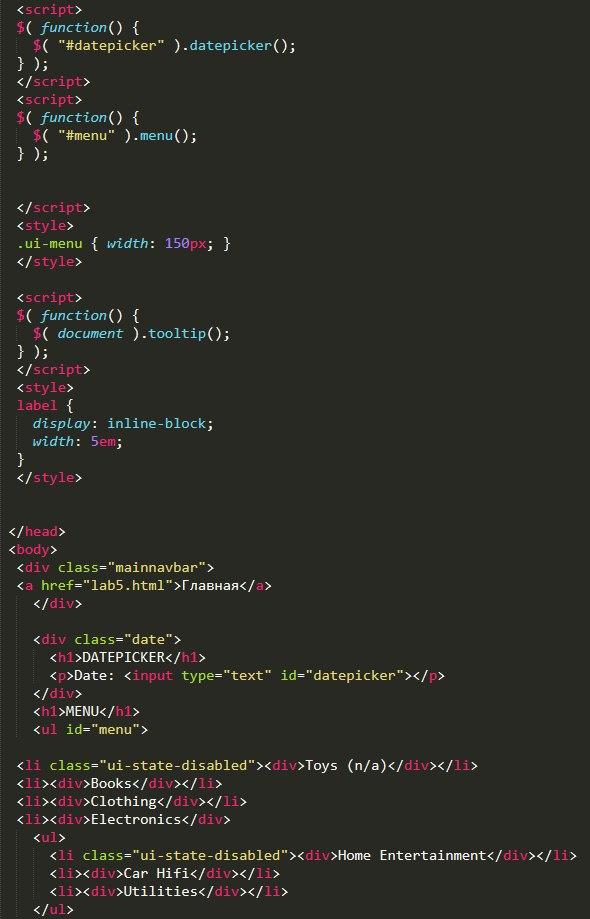 <script>
$( function() {
$( "#datepicker" ).datepicker();
} );
</script>
<script>
$( function() {
$( "#menu" ).menu();
} );
</script>
<style>
.ui-menu { width: 150px; }
</style>
<script>
$( function() {
$( document ).tooltip();
} );
</script>
<style>
label {
display: inline-block;
width: 5em;
}
</style>
</head>
<body>
<div class="mainnavbar">
<a href="lab5.html">Главная</a>
</div>
<div class="date">
<h1>DATEPICKER</h1>
<p>Date: <input type="text" id="datepicker"></p>
</div>
<h1>MENU</h1>
<ul id="menu">
<li class="ui-state-disabled"><div>Toys (n/a)</div></li>
<li><div>Books</div></li>
<li><div>Clothing</div></li>
<li><div>Electronics</div>
<ul>
<li class="ui-state-disabled"><div>Home Entertainment</div></li>
<li><div>Car Hifi</div></li>
<li><div>Utilities</div></li>
</ul>